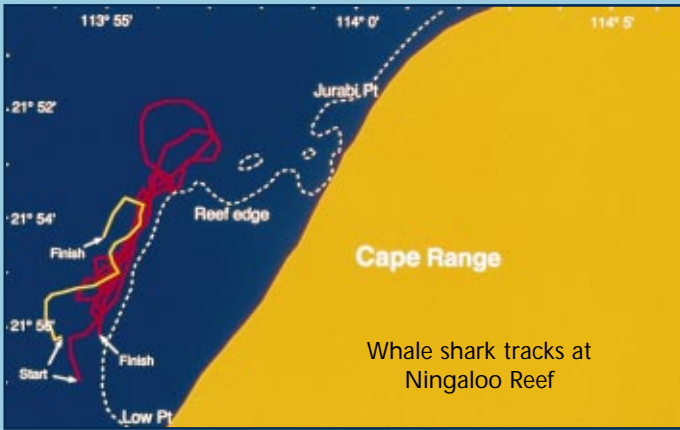 113° 55'
114° 0'
114° 5'
Jurabi Pt
21° 52'
21° 54'
Reef edge
Finish
Cape Range
21° 56'
Finish
Start
Whale shark tracks at
Ningaloo Reef
Low Pt